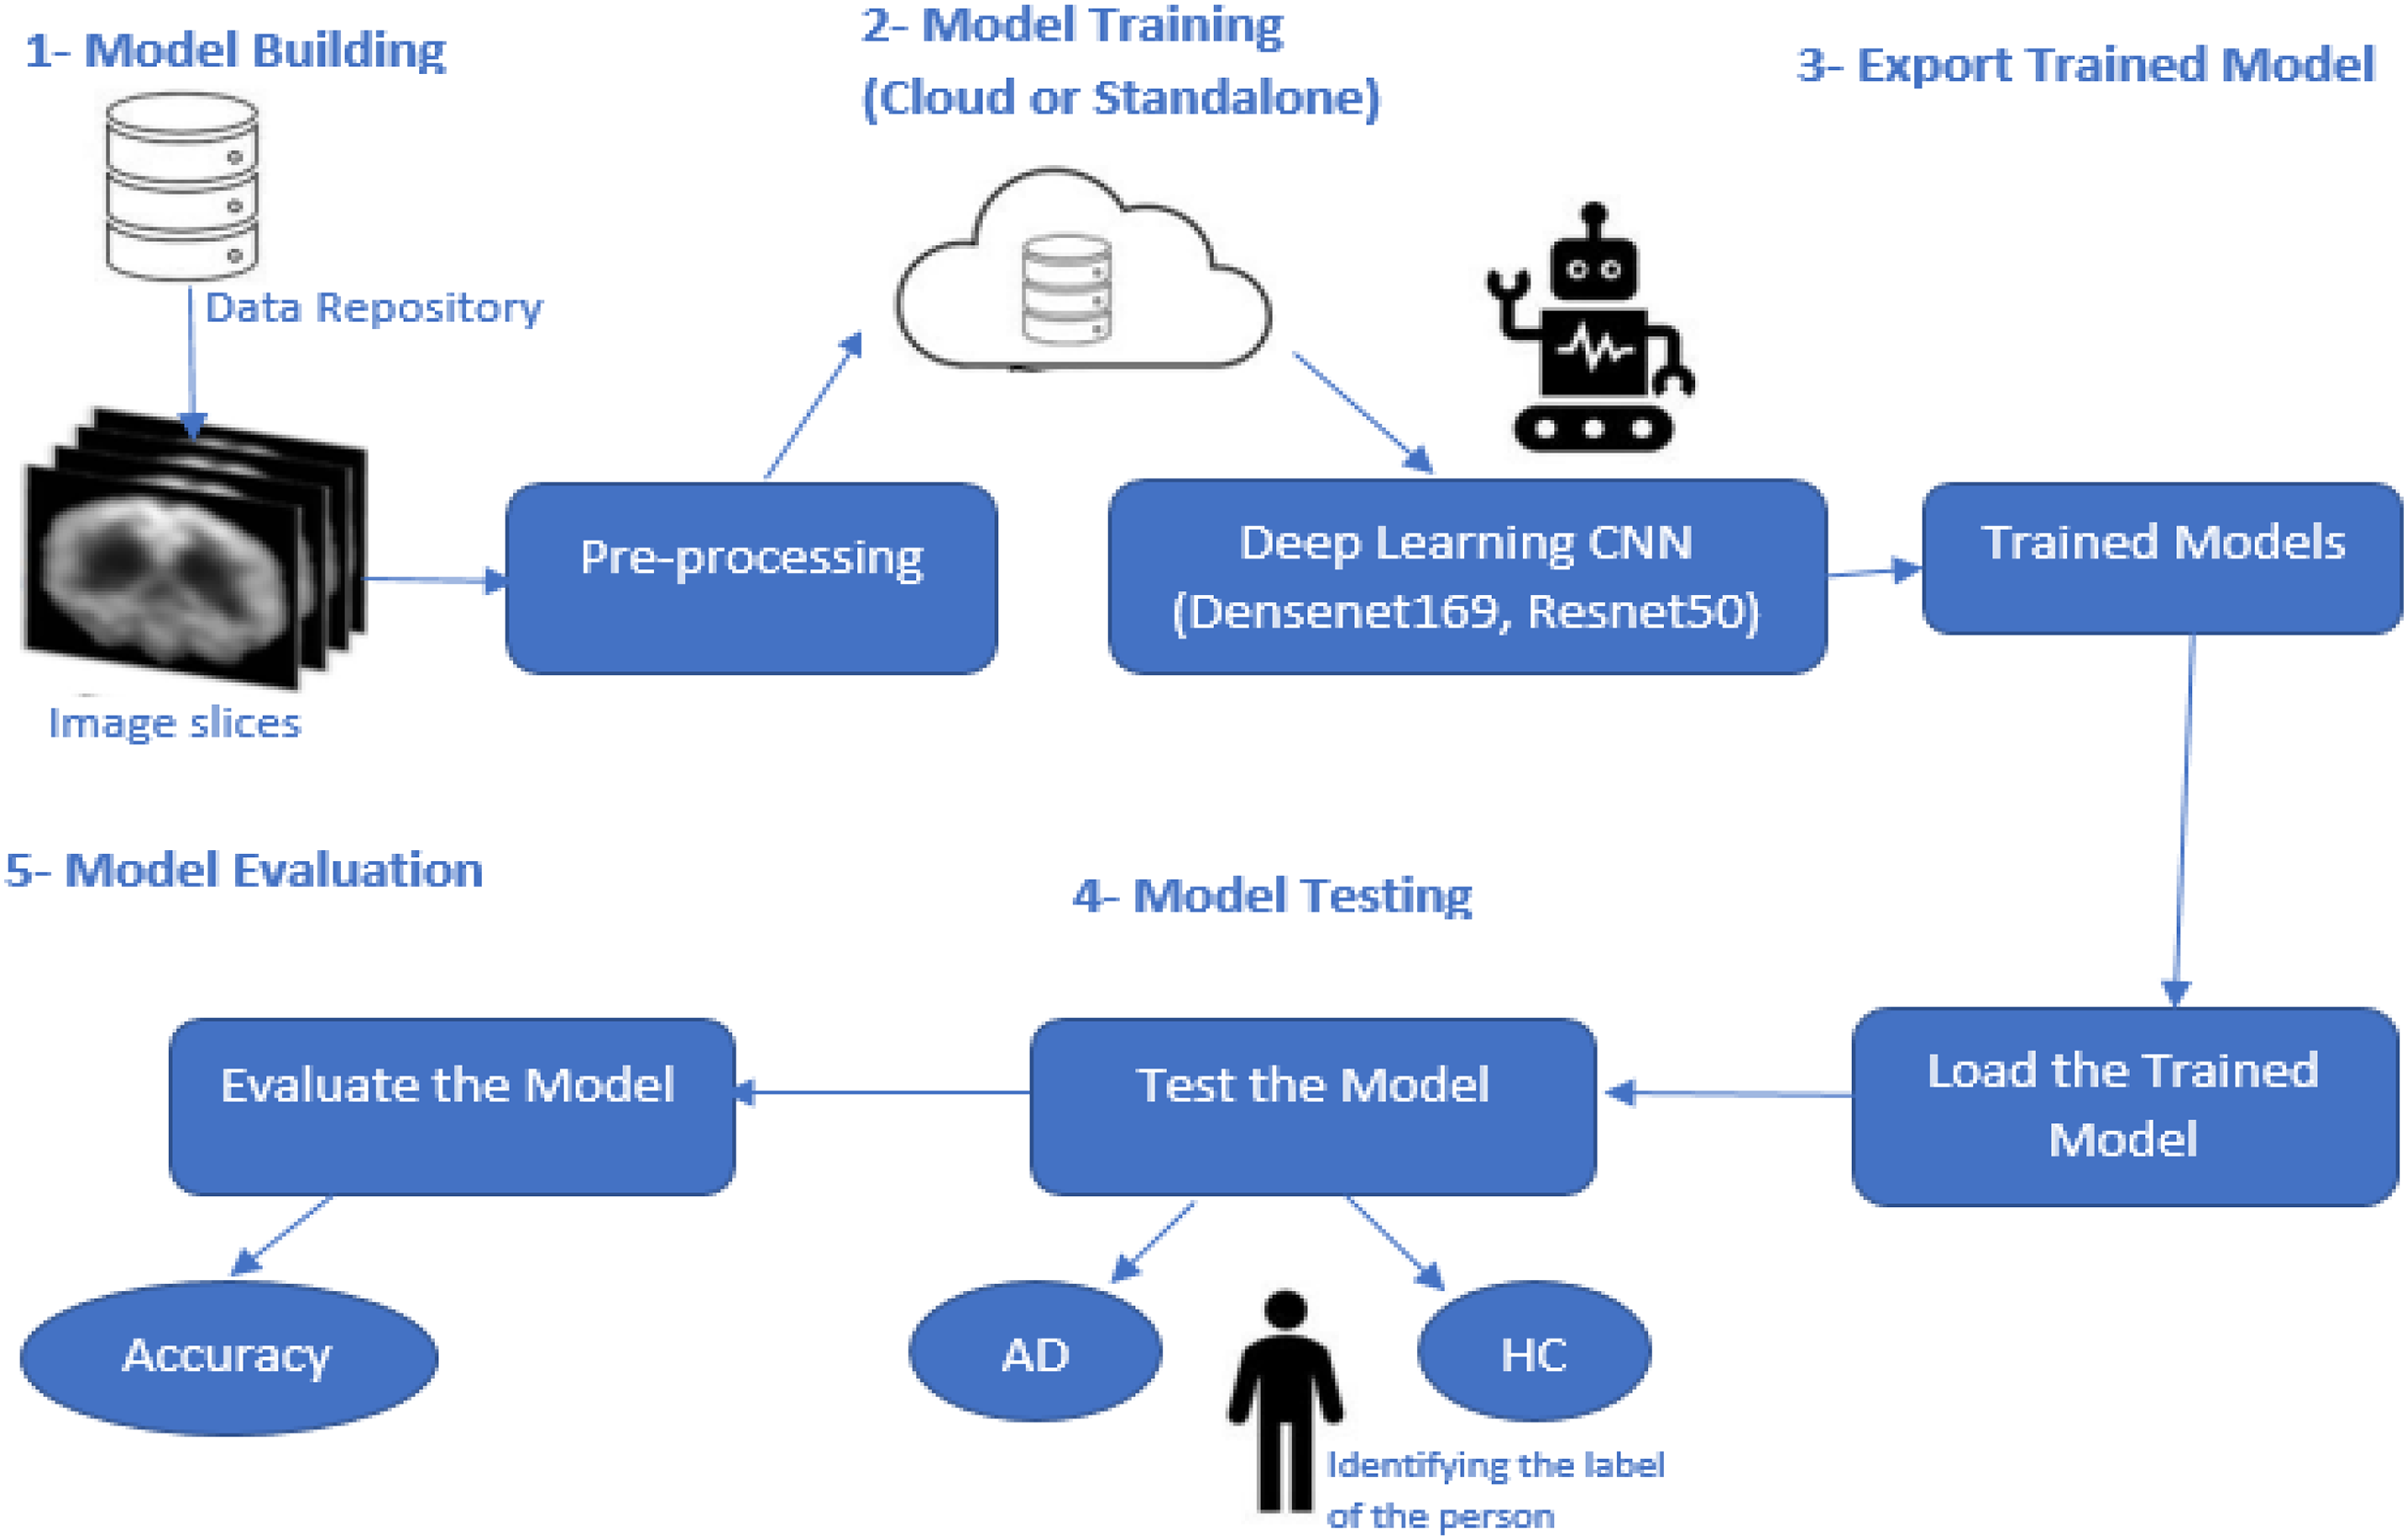 1- Model Building
2- Model Training
(Cloud or Standalone)
3- Export Trained Model
Data Repository
Image slices
Pre-processing
Deep Learning CNN
(Densenet169, Resnet50)
Trained Models
5- Model Evaluation
4- Model Testing
Evaluate the Model
Test the Model
Load the Trained
Model
Accuracy
AD
HC
Identifying the label
of the person